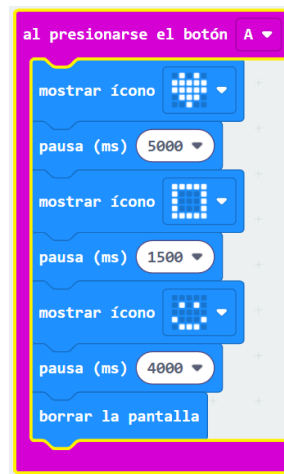 al presionarse el botón A
mostrar ícono
pausa (ms) 5000
mostrar ícono
pausa (ms) 1500
mostrar ícono
pausa (ms) 4000
borrar la pantalla